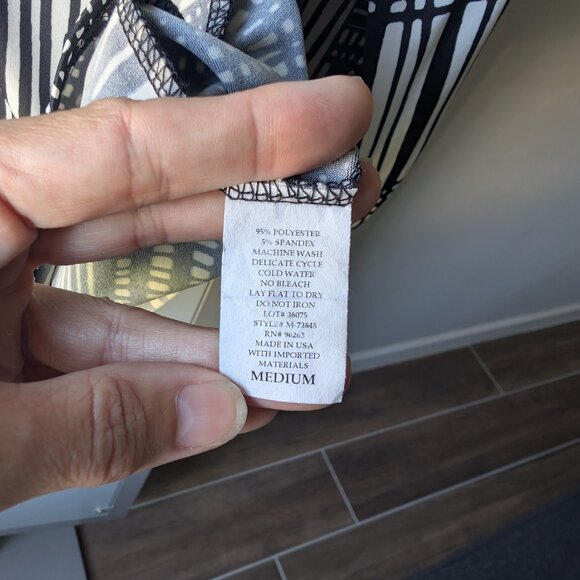 95% POLYESTER
5% SPANDEX
MACHINE WASH
DELICATE CYCLE
COLD WATER
NO BLEACH
LAY FLAT TO DRY
DO NOT IRON
LOT# 38075
STYLE# M-73845
RN# 96263
MADE IN USA
WITH IMPORTED
MATERIALS
MEDIUM